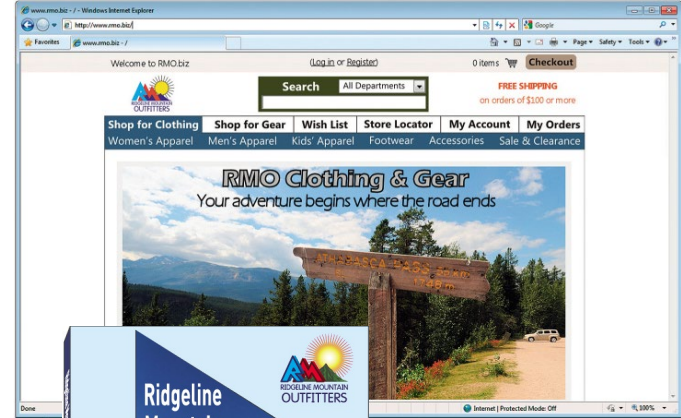 www.rmo.biz - / - Windows Internet Explorer
http://www.rmo.biz/
Google
Favorites www.rmo.biz - /
Page Safety Tools
Welcome to RMO.biz (Log in or Register) 0 items Checkout
RIDGELINE MOUNTAIN
OUTFITTERS
Search All Departments
FREE SHIPPING
on orders of $100 or more
Shop for Clothing Shop for Gear Wish List Store Locator My Account My Orders
Women's Apparel Men's Apparel Kids' Apparel Footwear Accessories Sale & Clearance
RMO Clothing & Gear
Your adventure begins where the road ends
ATHABASCA PASS
1748 m
RIDGELINE MOUNTAIN
OUTFITTERS
Ridgeline
Done Internet | Protected Mode: Off 100%